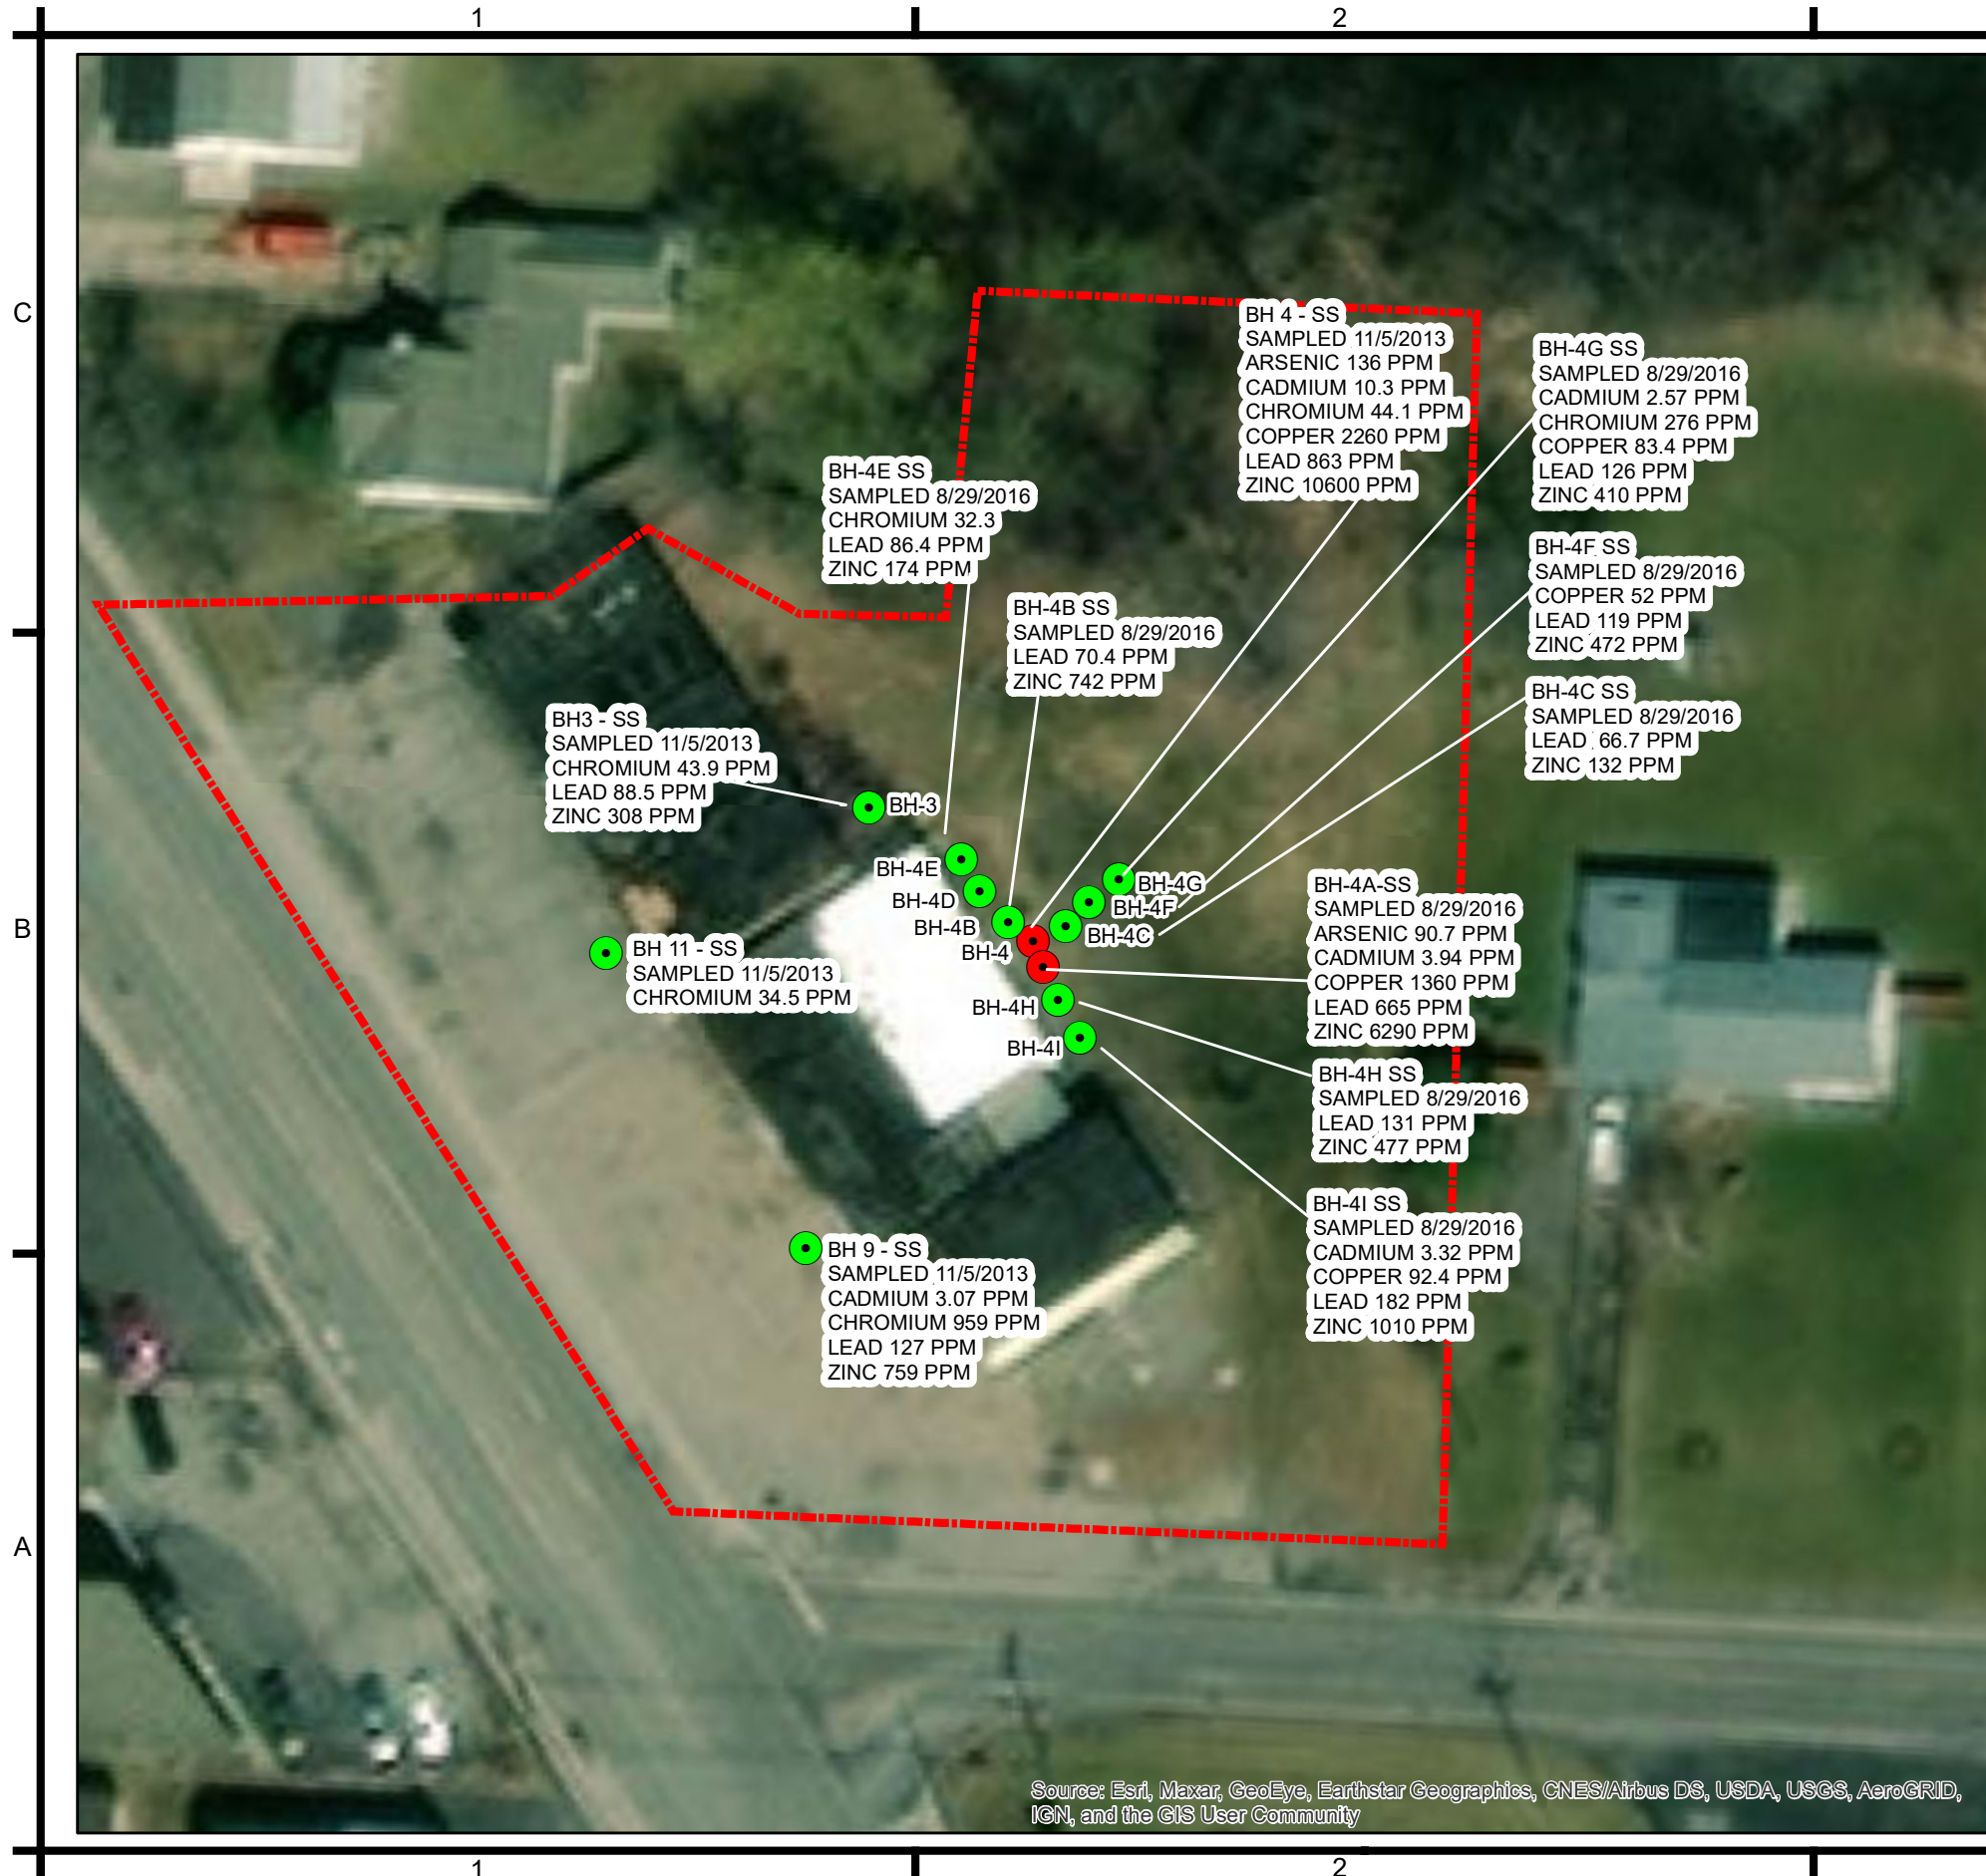 1
2
C
B
A
BH 4 - SS
SAMPLED 11/5/2013
ARSENIC 136 PPM
CADMIUM 10.3 PPM
CHROMIUM 44.1 PPM
COPPER 2260 PPM
LEAD 863 PPM
ZINC 10600 PPM
BH-4G SS
SAMPLED 8/29/2016
CADMIUM 2.57 PPM
CHROMIUM 276 PPM
COPPER 83.4 PPM
LEAD 126 PPM
ZINC 410 PPM
BH-4E SS
SAMPLED 8/29/2016
CHROMIUM 32.3
LEAD 86.4 PPM
ZINC 174 PPM
BH-4F SS
SAMPLED 8/29/2016
COPPER 52 PPM
LEAD 119 PPM
ZINC 472 PPM
BH-4B SS
SAMPLED 8/29/2016
LEAD 70.4 PPM
ZINC 742 PPM
BH-4C SS
SAMPLED 8/29/2016
LEAD 66.7 PPM
ZINC 132 PPM
BH3 - SS
SAMPLED 11/5/2013
CHROMIUM 43.9 PPM
LEAD 88.5 PPM
ZINC 308 PPM
BH-3
BH-4E
BH-4D
BH-4B
BH-4
BH-4G
BH-4F
BH-4C
BH-4H
BH-4I
BH-4A-SS
SAMPLED 8/29/2016
ARSENIC 90.7 PPM
CADMIUM 3.94 PPM
COPPER 1360 PPM
LEAD 665 PPM
ZINC 6290 PPM
BH 11 - SS
SAMPLED 11/5/2013
CHROMIUM 34.5 PPM
BH-4H SS
SAMPLED 8/29/2016
LEAD 131 PPM
ZINC 477 PPM
BH-4I SS
SAMPLED 8/29/2016
CADMIUM 3.32 PPM
COPPER 92.4 PPM
LEAD 182 PPM
ZINC 1010 PPM
BH 9 - SS
SAMPLED 11/5/2013
CADMIUM 3.07 PPM
CHROMIUM 959 PPM
LEAD 127 PPM
ZINC 759 PPM
Source: Esri, Maxar, GeoEye, Earthstar Geographics, CNES/Airbus DS, USDA, USGS, AeroGRID,
IGN, and the GIS User Community
1
2